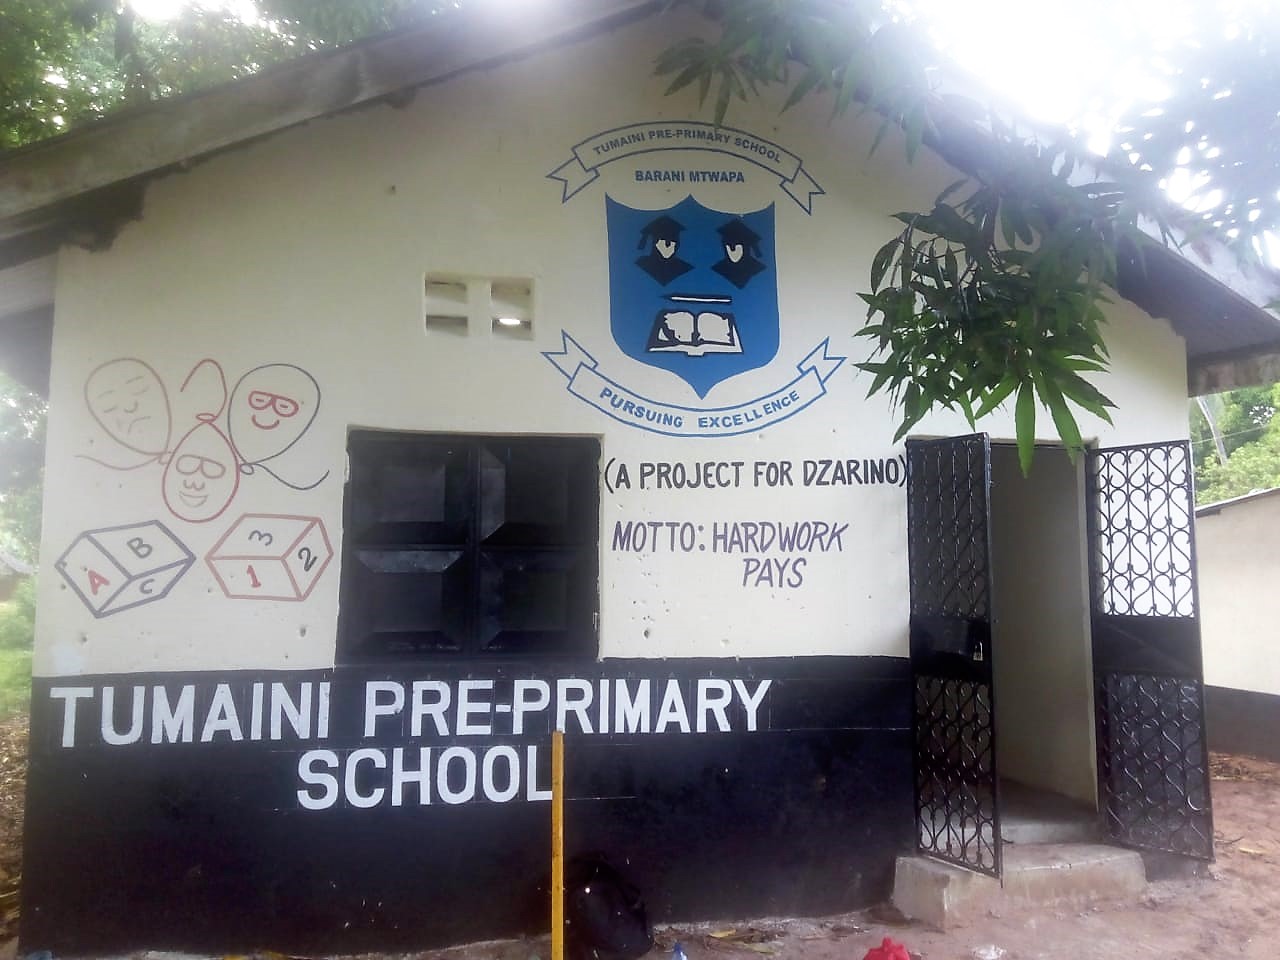 TUMAINI PRE-PRIMARY SCHOOL
BARANI MTWAPA
PURSUING EXCELLENCE
(A PROJECT FOR DZARINO)
MOTTO: HARDWORK
PAYS
A B C
1 2 3
TUMAINI PRE-PRIMARY
SCHOOL